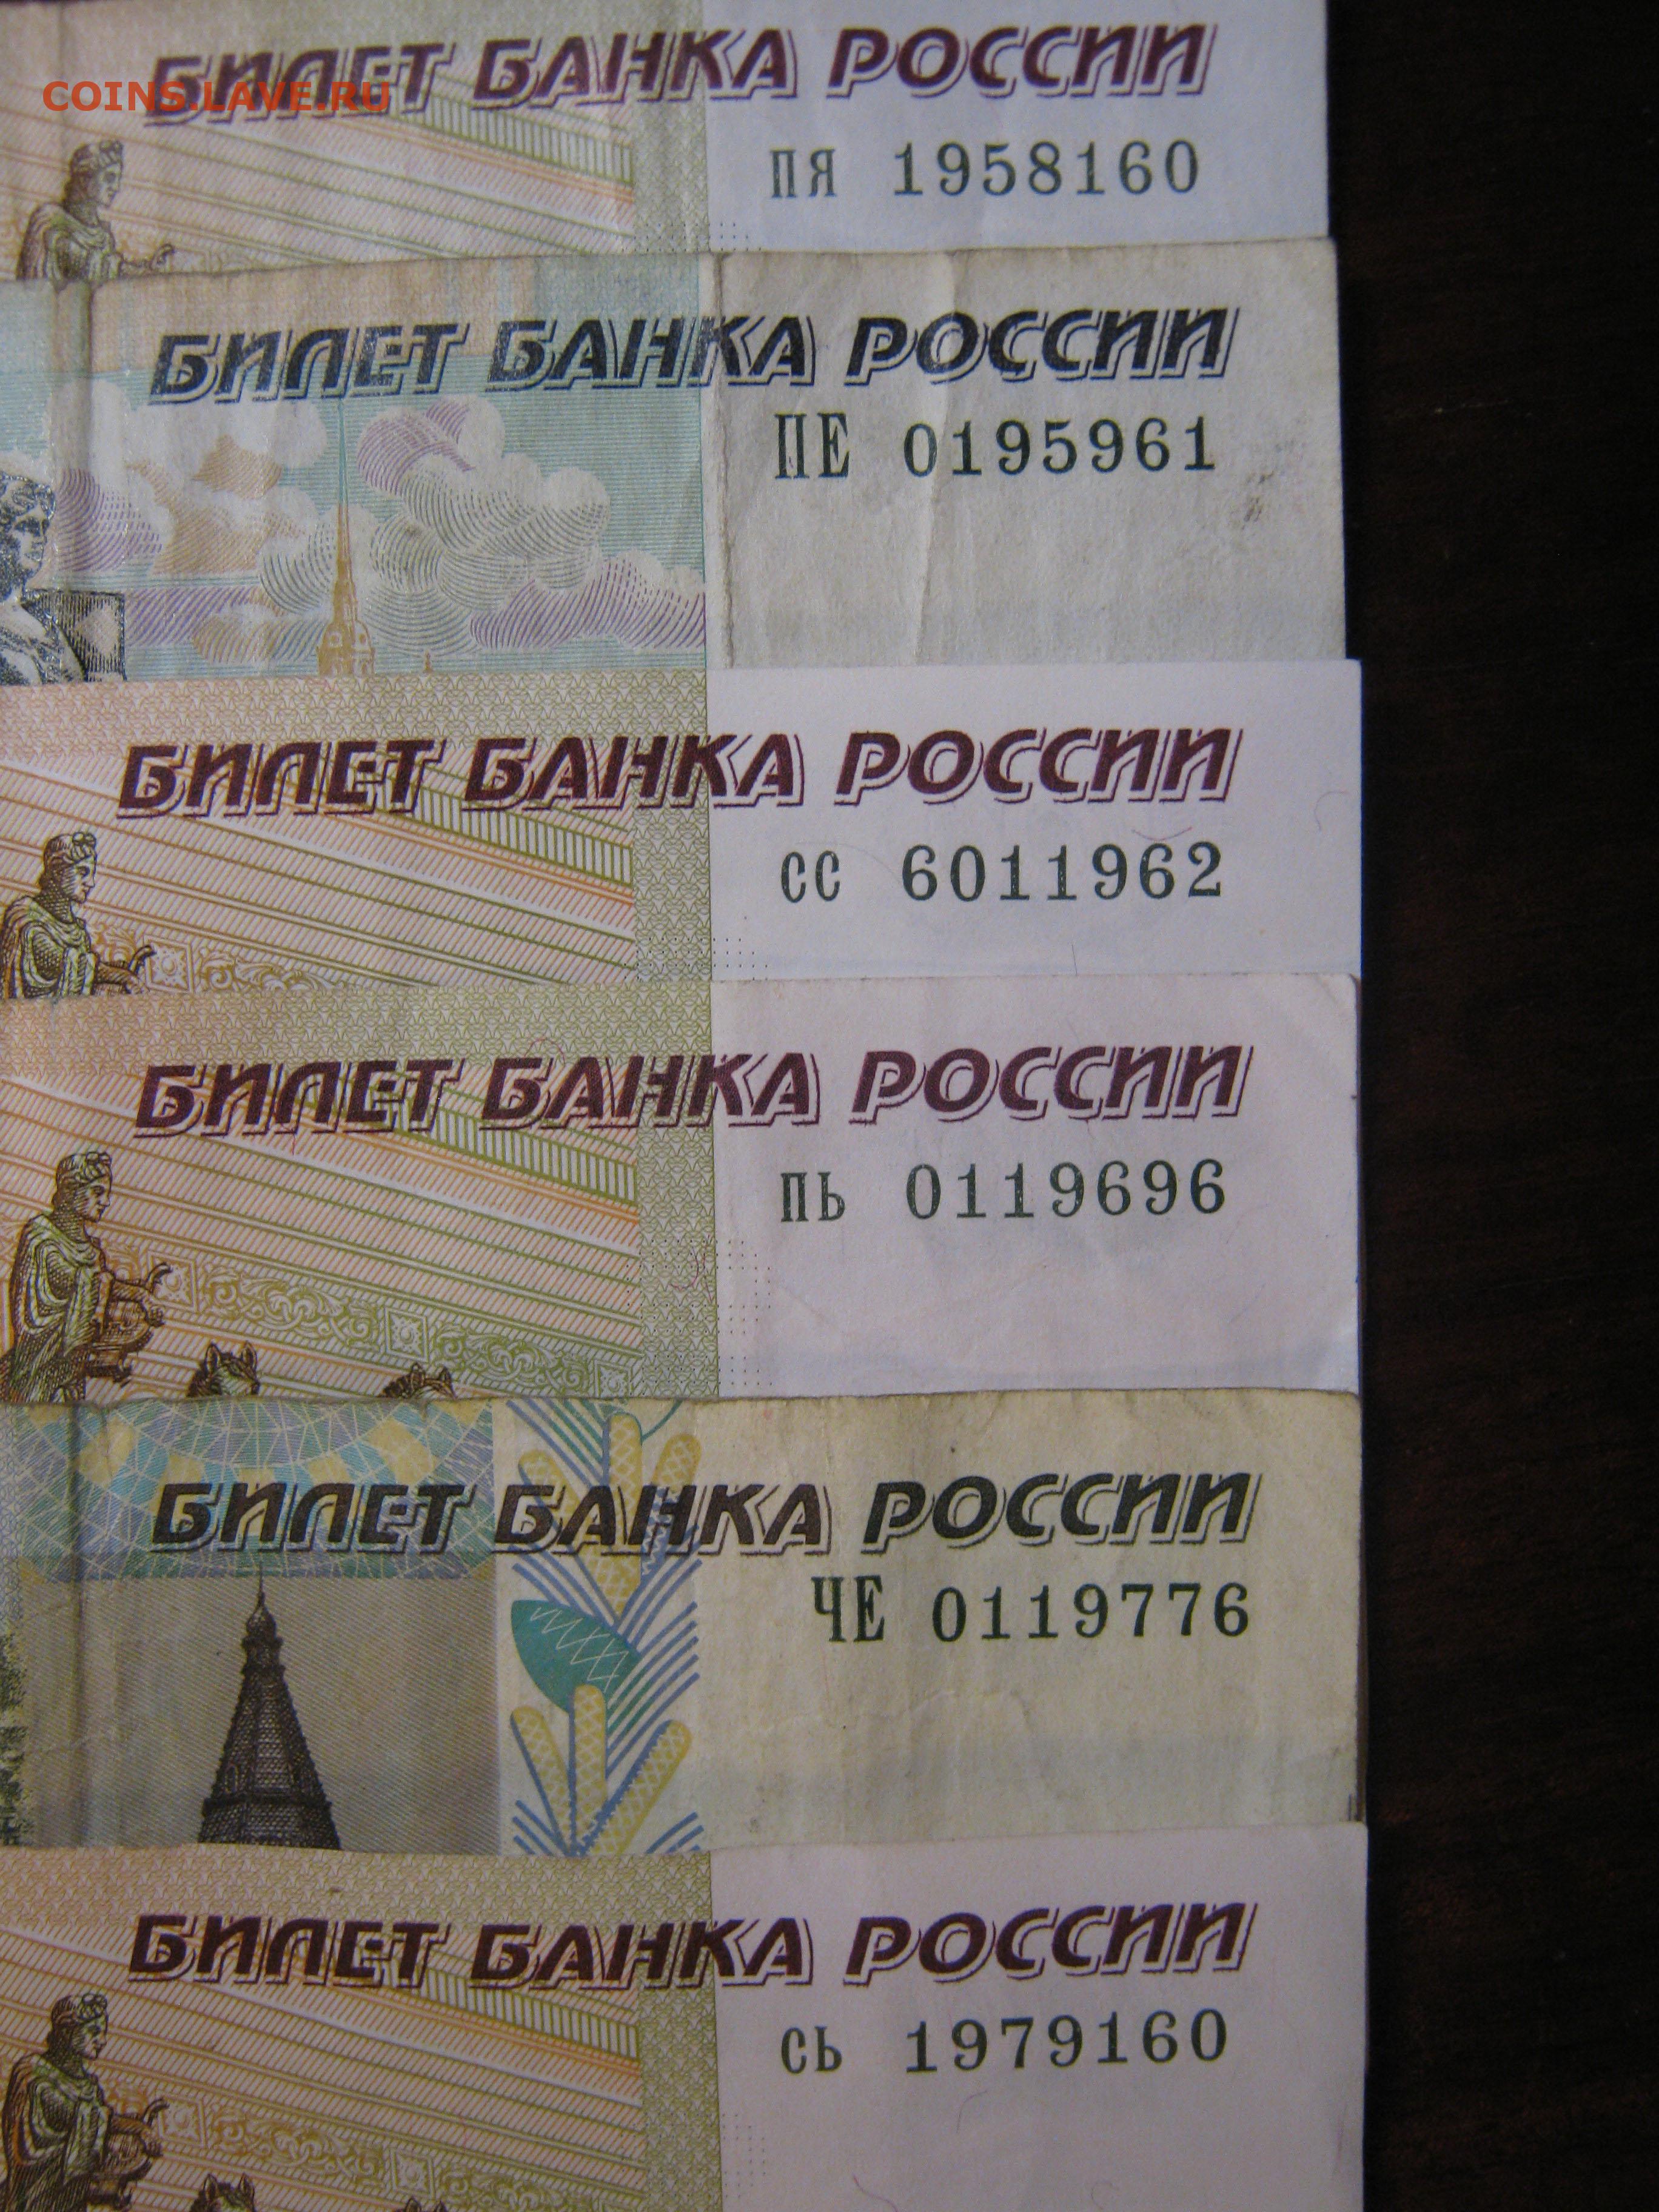 БИЛЕТ БАНКА РОССИИ
COINS.LAVE.RU
ПЯ 1958160
БИЛЕТ БАНКА РОССИИ
ПЕ 0195961
БИЛЕТ БАНКА РОССИИ
СС 6011962
БИЛЕТ БАНКА РОССИИ
ПЬ 0119696
БИЛЕТ БАНКА РОССИИ
ЧЕ 0119776
БИЛЕТ БАНКА РОССИИ
СЬ 1979160